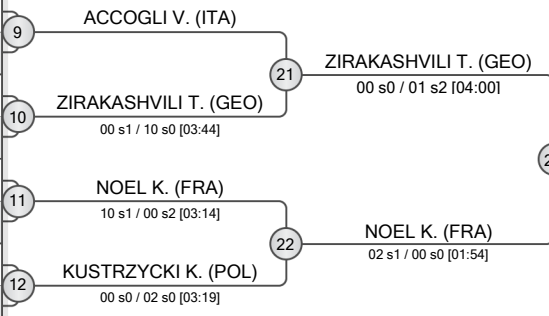 9
ACCOGLI V. (ITA)
21
ZIRAKASHVILI T. (GEO)
00 s0 / 01 s2 [04:00]
10
ZIRAKASHVILI T. (GEO)
00 s1 / 10 s0 [03:44]
11
NOEL K. (FRA)
10 s1 / 00 s2 [03:14]
22
NOEL K. (FRA)
02 s1 / 00 s0 [01:54]
12
KUSTRZYCKI K. (POL)
00 s0 / 02 s0 [03:19]